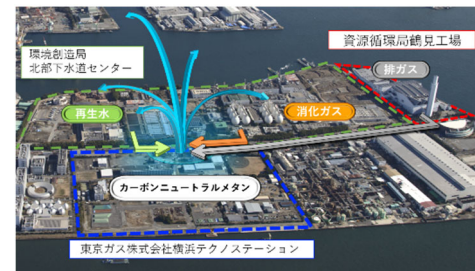 資源循環局鶴見工場
環境創造局
北部下水道センター
排ガス
再生水
消化ガス
カーボンニュートラルメタン
東京ガス株式会社横浜テクノステーション